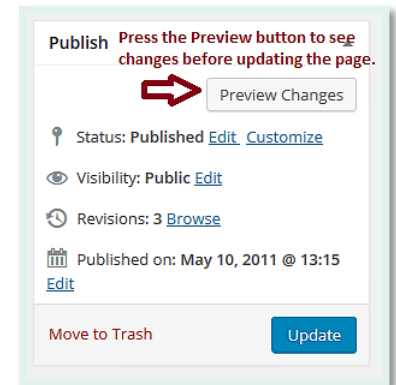 Publish Press the Preview button to see
changes before updating the page.
Preview Changes
Status: Published Edit Customize
Visibility: Public Edit
Revisions: 3 Browse
Published on: May 10, 2011 @ 13:15
Edit
Move to Trash Update